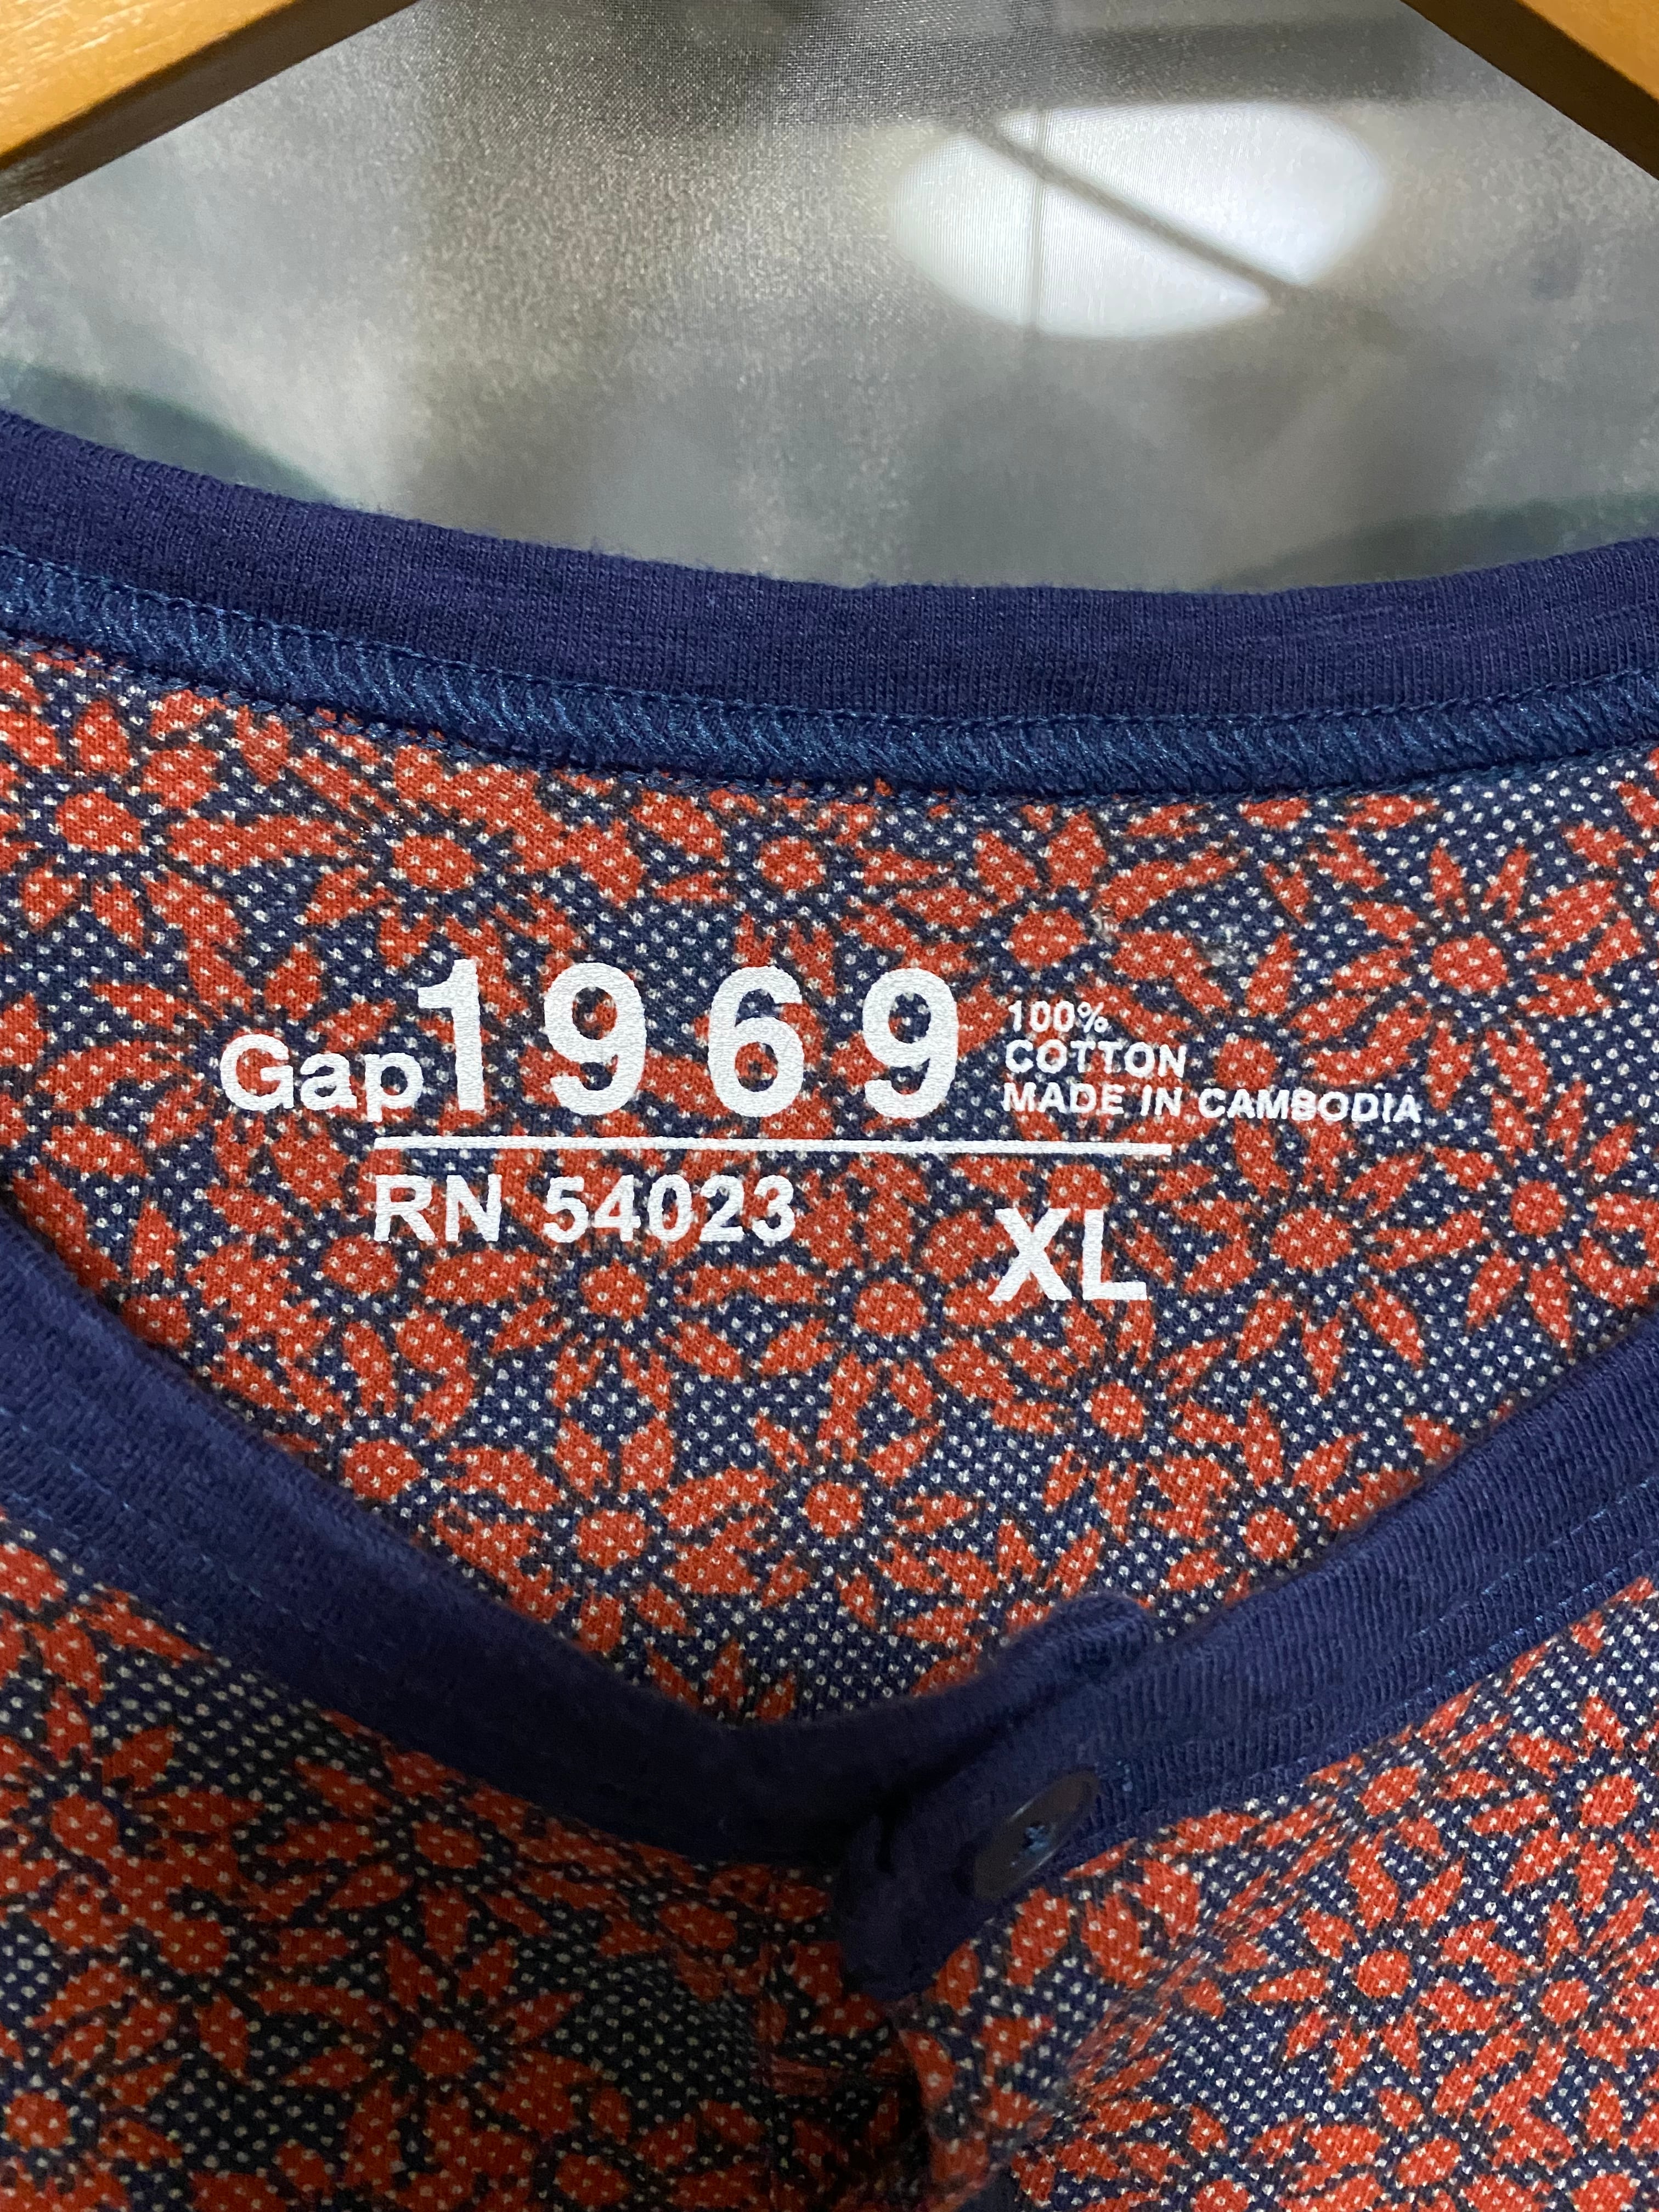 Gap 1969
100%
COTTON
MADE IN CAMBODIA
RN 54023
XL